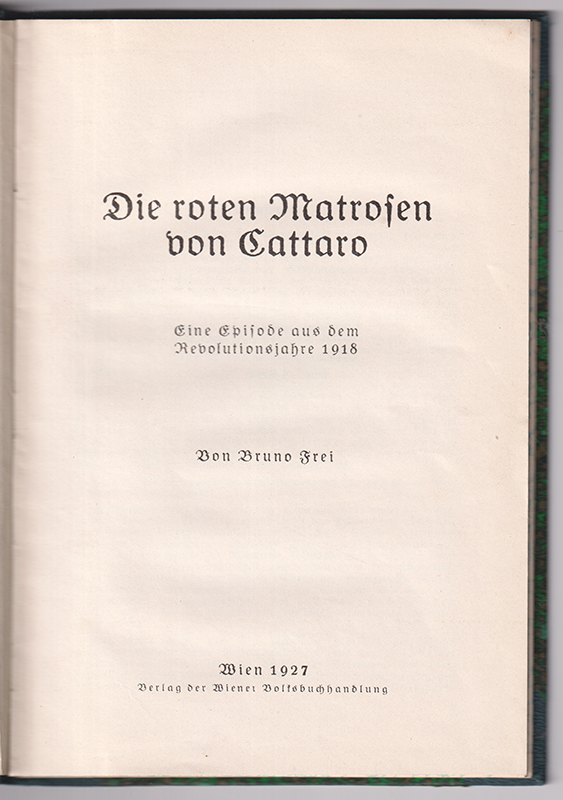 Die roten Matroſen
von Cattaro
Eine Epiſode aus dem
Revolutionsjahre 1918
Von Bruno Frei
Wien 1927
Verlag der Wiener Volksbuchhandlung